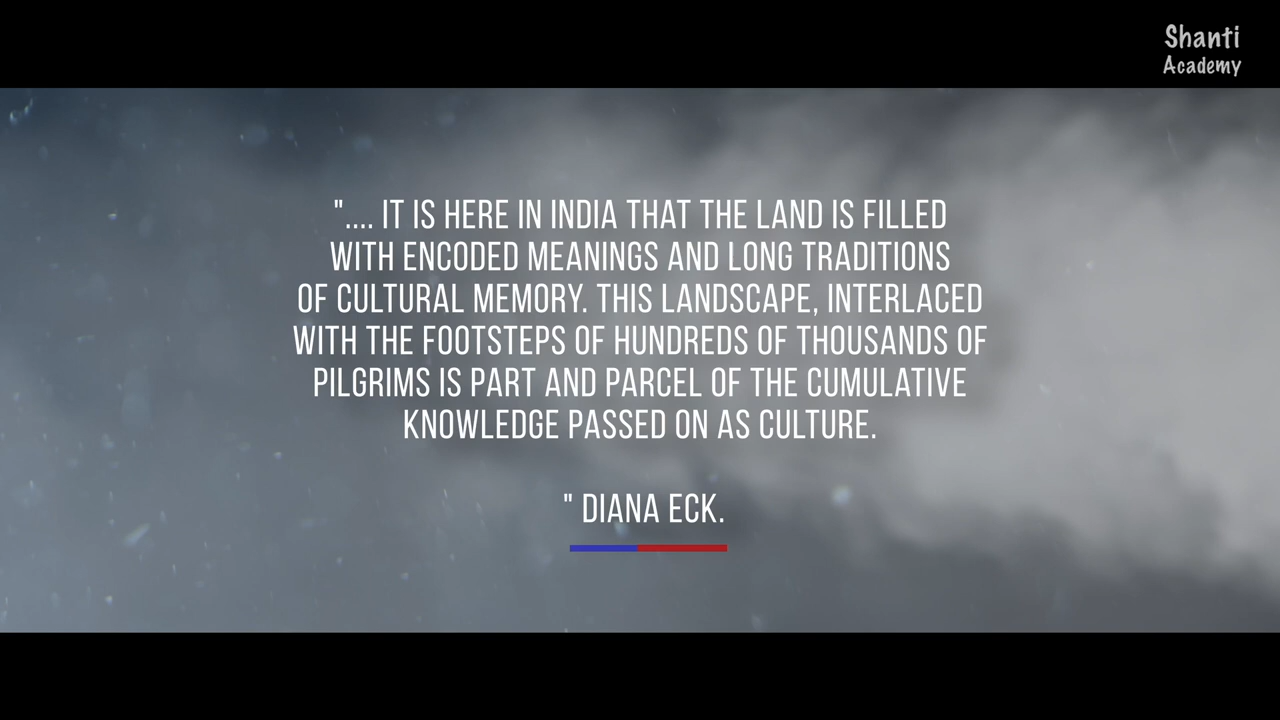 Shanti
Academy
".... IT IS HERE IN INDIA THAT THE LAND IS FILLED
WITH ENCODED MEANINGS AND LONG TRADITIONS
OF CULTURAL MEMORY. THIS LANDSCAPE, INTERLACED
WITH THE FOOTSTEPS OF HUNDREDS OF THOUSANDS OF
PILGRIMS IS PART AND PARCEL OF THE CUMULATIVE
KNOWLEDGE PASSED ON AS CULTURE.
" DIANA ECK.